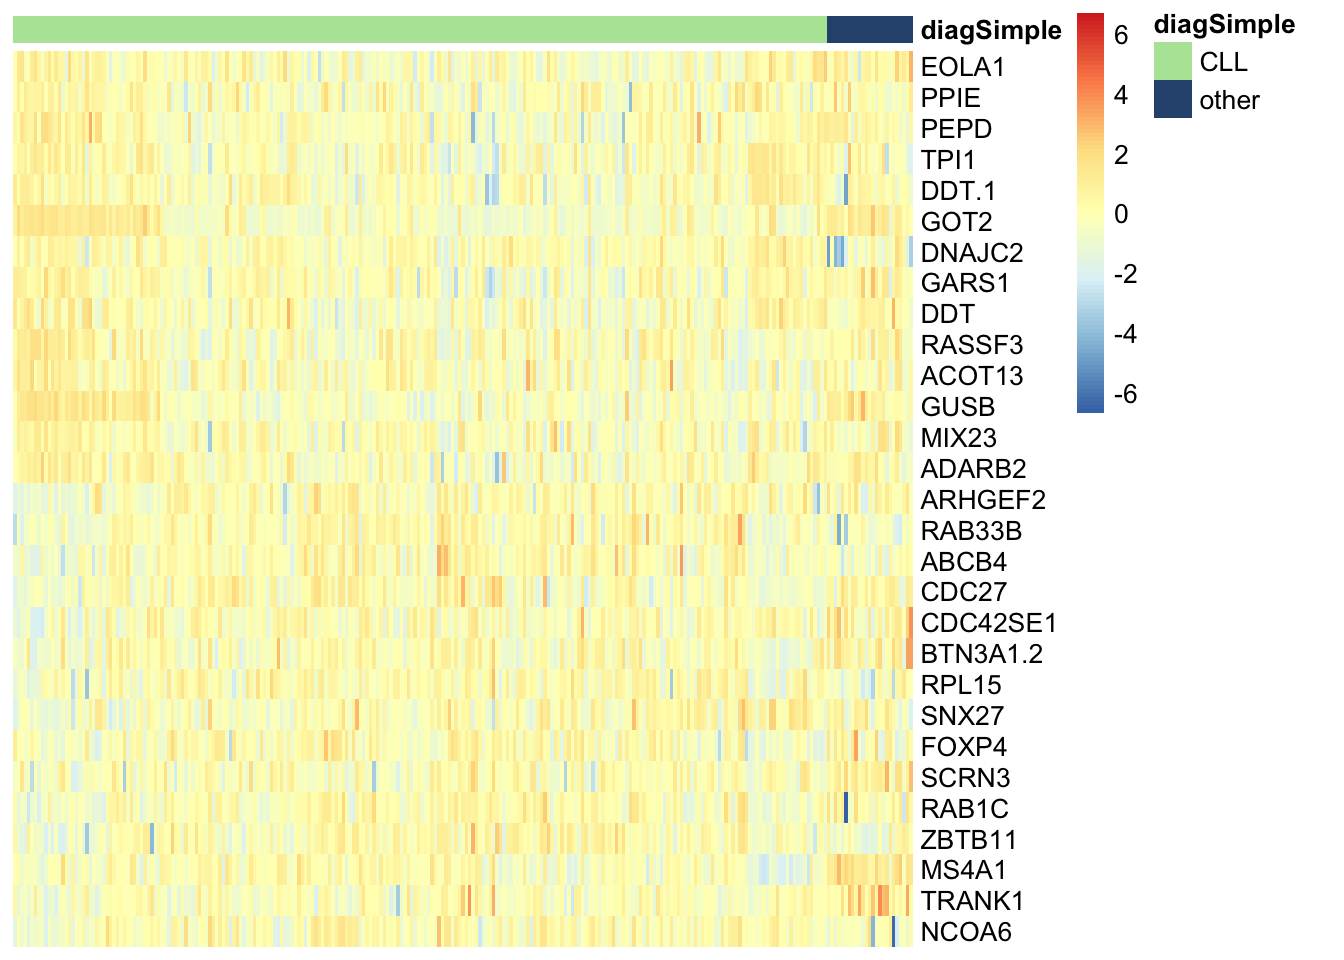 diagSimple
EOLA1
PPIE
PEPD
TPI1
DDT.1
GOT2
DNAJC2
GARS1
DDT
RASSF3
ACOT13
GUSB
MIX23
ADARB2
ARHGEF2
RAB33B
ABCB4
CDC27
CDC42SE1
BTN3A1.2
RPL15
SNX27
FOXP4
SCRN3
RAB1C
ZBTB11
MS4A1
TRANK1
NCOA6
6
4
2
0
-2
-4
-6
diagSimple
CLL
other